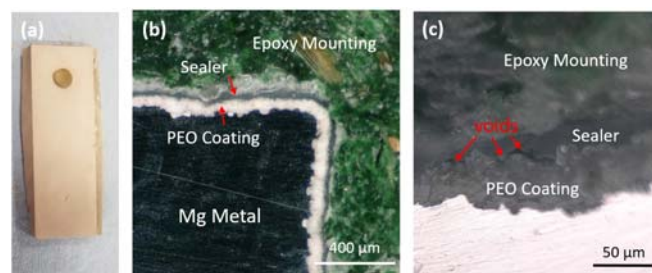 (a)
(b)
Epoxy Mounting
Sealer
PEO Coating
Mg Metal
400 µm
(c)
Epoxy Mounting
voids
Sealer
PEO Coating
50 µm